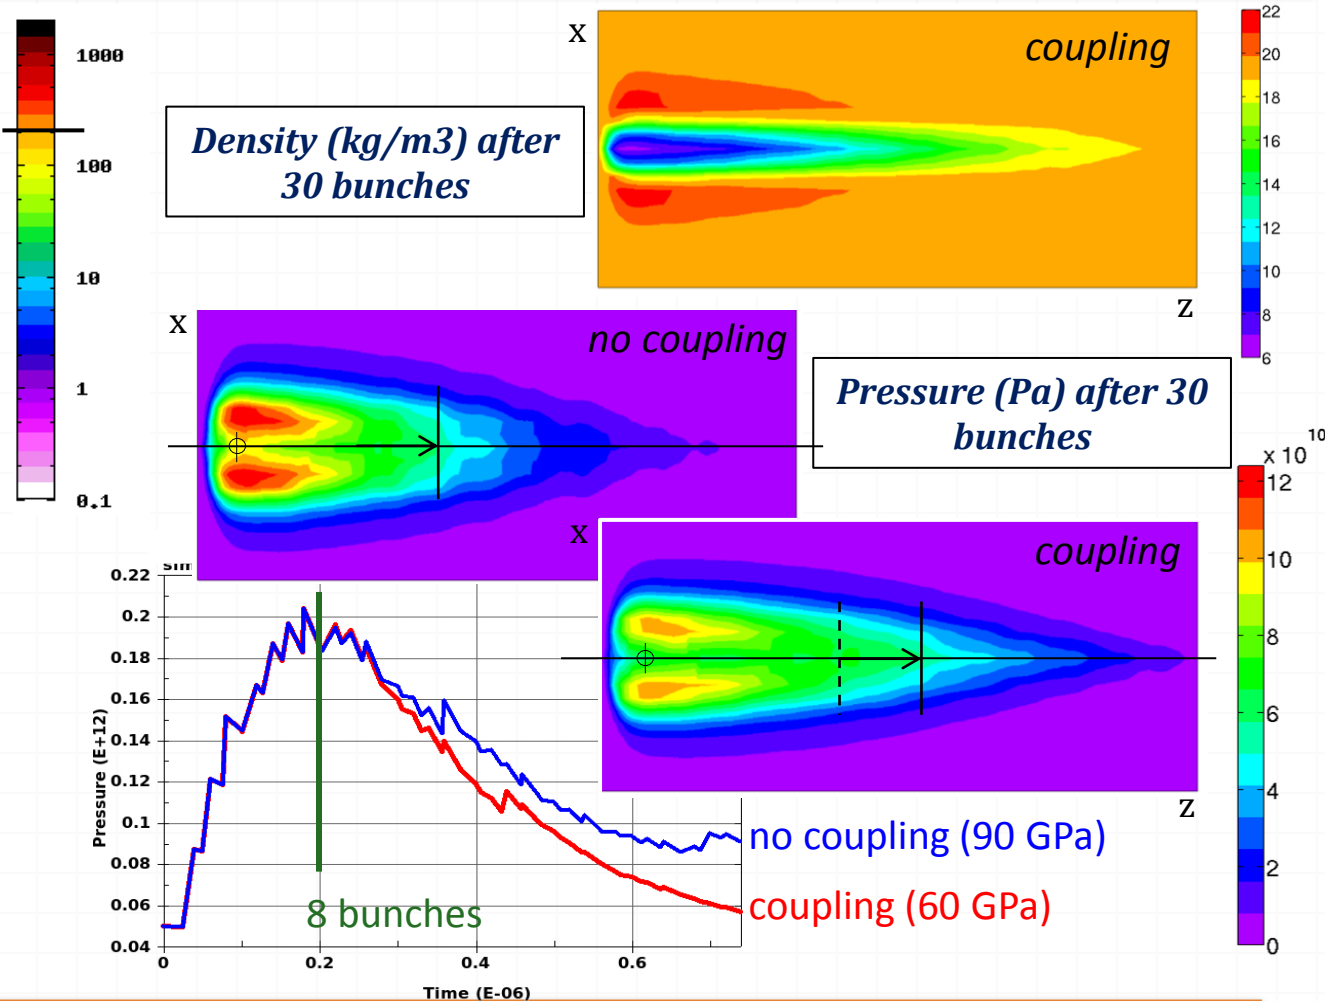 1000
100
10
1
0.1
Density (kg/m3) after
30 bunches
x
coupling
z
22
20
18
16
14
12
10
8
6
x
no coupling
Pressure (Pa) after 30
bunches
x
coupling
z
10
x 10
12
10
8
6
4
2
0
0.22
0.2
0.18
0.16
0.14
0.12
0.1
0.08
0.06
0.04
Pressure (E+12)
0
0.2
0.4
0.6
Time (E-06)
8 bunches
no coupling (90 GPa)
coupling (60 GPa)